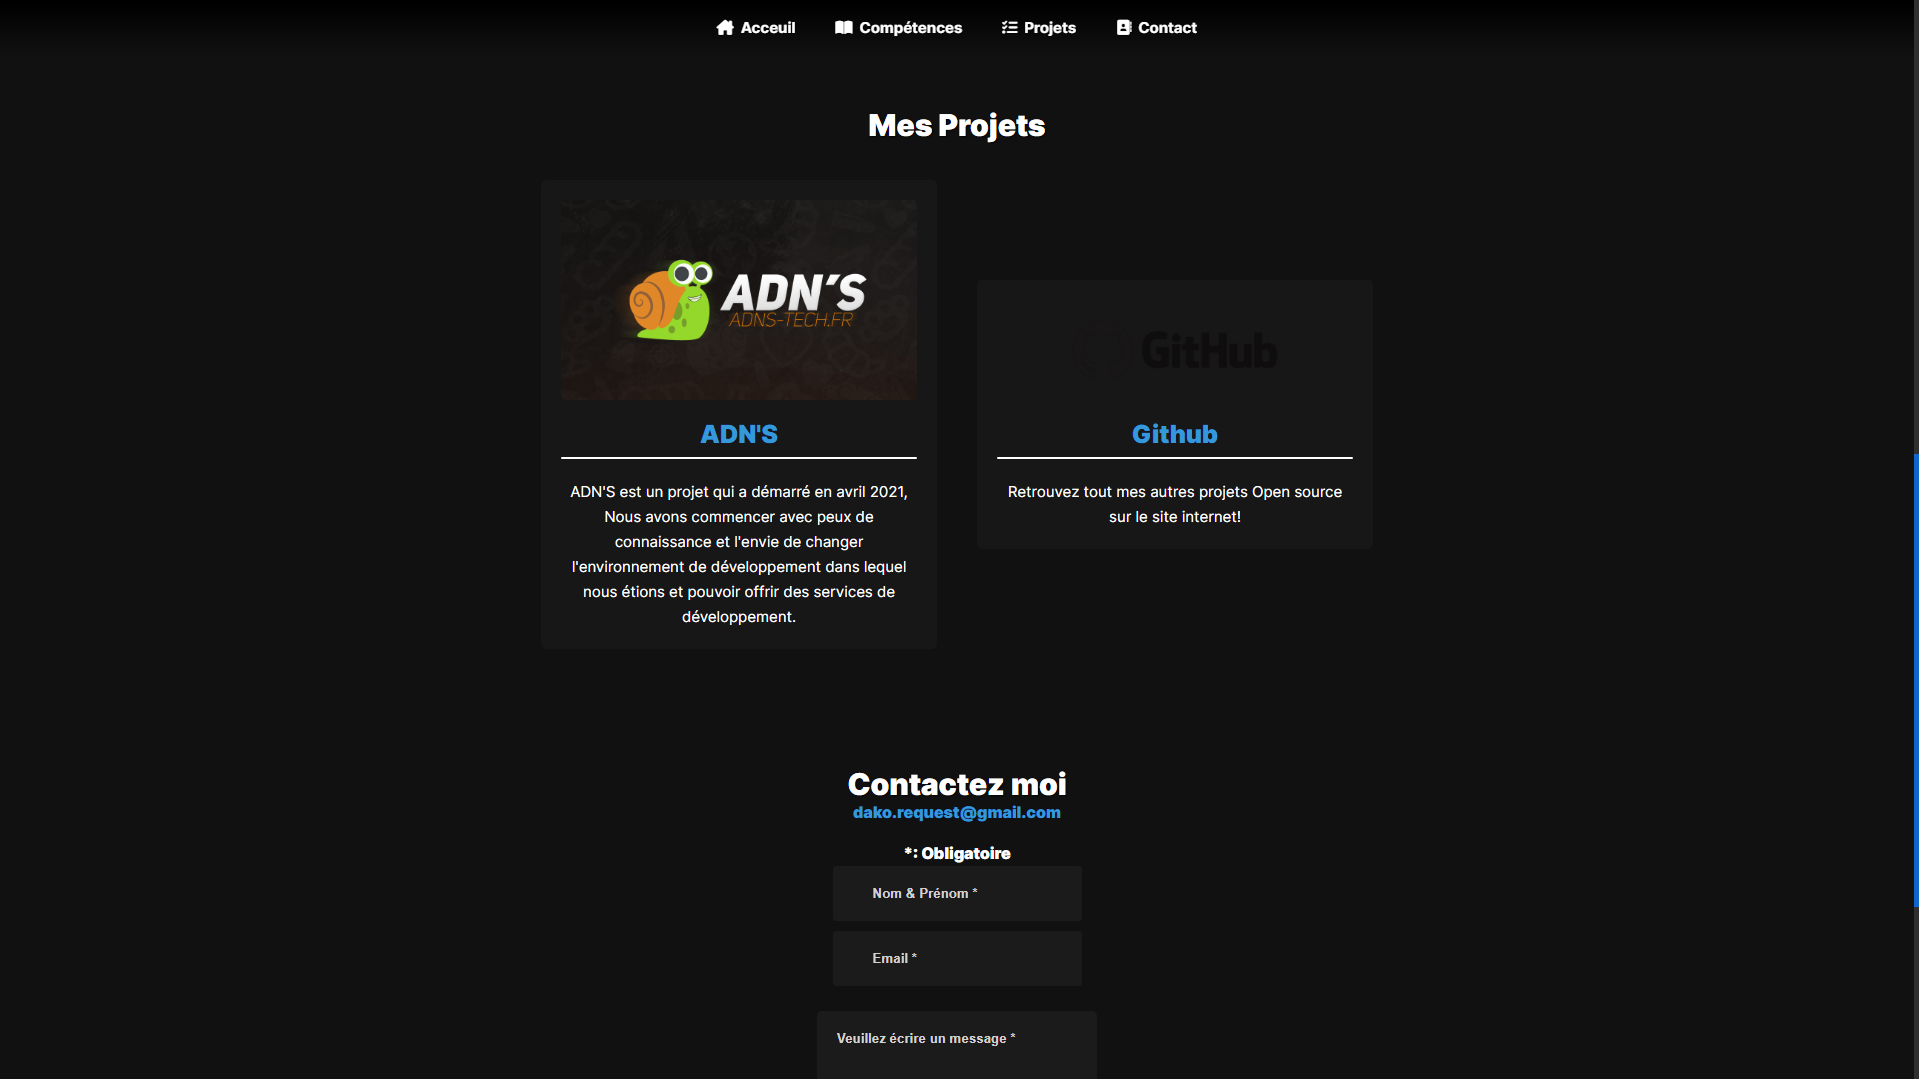 Acceuil
Compétences
Projets
Contact
Mes Projets
ADN'S
ADNS-TECH.FR
ADN'S
ADN'S est un projet qui a démarré en avril 2021,
Nous avons commencer avec peux de
connaissance et l'envie de changer
l'environnement de développement dans lequel
nous étions et pouvoir offrir des services de
développement.
GitHub
Github
Retrouvez tout mes autres projets Open source
sur le site internet!
Contactez moi
dako.request@gmail.com
*: Obligatoire
Nom & Prénom *
Email *
Veuillez écrire un message *